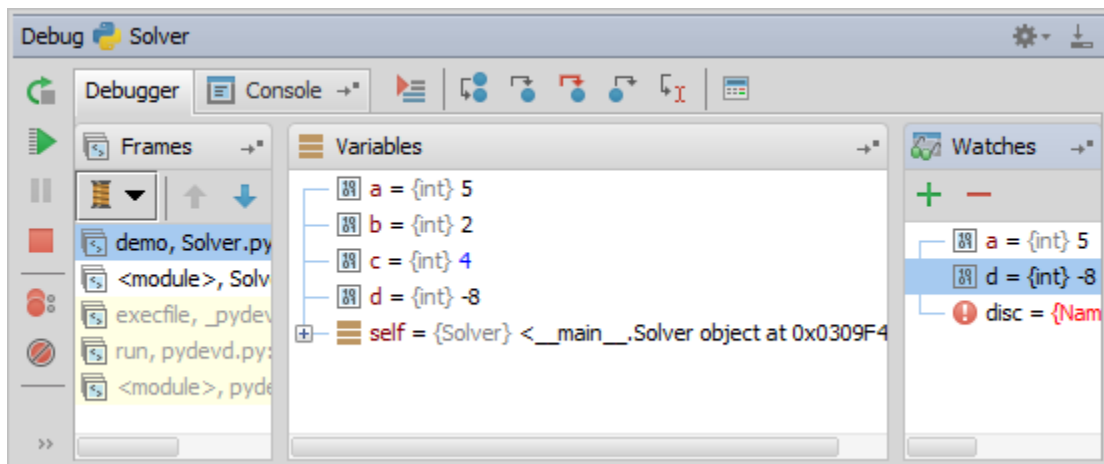 Debug Solver
Debugger
Console
Frames
Variables
Watches
demo, Solver.py
<module>, Solv
execfile, _pydev
run, pydevd.py:
<module>, pyde
a = {int} 5
b = {int} 2
c = {int} 4
d = {int} -8
self = {Solver} <__main__.Solver object at 0x0309F4
a = {int} 5
d = {int} -8
disc = {Nam